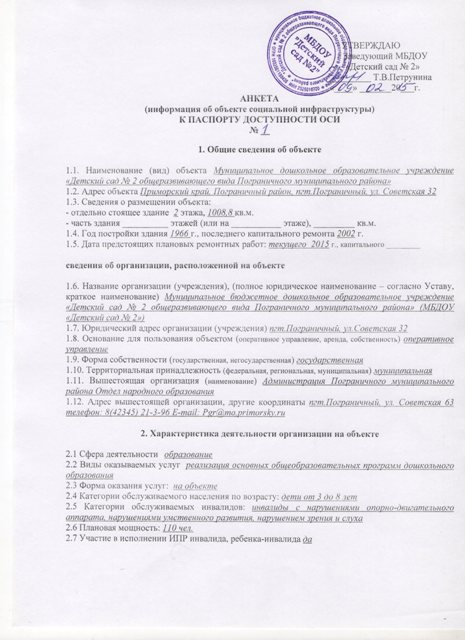 МБДОУ
"Детский
сад №2"
ТВЕРЖДАЮ
заведующий МБДОУ
«Детский сад № 2»
Т.В.Петрунина
02 2015 г.
АНКЕТА
(информация об объекте социальной инфраструктуры)
К ПАСПОРТУ ДОСТУПНОСТИ ОСИ
№ 1
1. Общие сведения об объекте
1.1. Наименование (вид) объекта Муниципальное дошкольное образовательное учреждение
«Детский сад № 2 общеразвивающего вида Пограничного муниципального района»
1.2. Адрес объекта Приморский край, Пограничный район, пгт.Пограничный, ул. Советская 32
1.3. Сведения о размещении объекта:
- отдельно стоящее здание 2 этажа, 1008,8 кв.м.
- часть здания ________ этажей (или на ________ этаже), ________ кв.м.
1.4. Год постройки здания 1966 г., последнего капитального ремонта 2002 г.
1.5. Дата предстоящих плановых ремонтных работ: текущего 2015 г., капитального ________
сведения об организации, расположенной на объекте
1.6. Название организации (учреждения), (полное юридическое наименование – согласно Уставу,
краткое наименование) Муниципальное бюджетное дошкольное образовательное учреждение
«Детский сад № 2 общеразвивающего вида Пограничного муниципального района» (МБДОУ
«Детский сад № 2»)
1.7. Юридический адрес организации (учреждения) пгт.Пограничный, ул.Советская 32
1.8. Основание для пользования объектом (оперативное управление, аренда, собственность) оперативное
управление
1.9. Форма собственности (государственная, негосударственная) государственная
1.10. Территориальная принадлежность (федеральная, региональная, муниципальная) муниципальная
1.11. Вышестоящая организация (наименование) Администрация Пограничного муниципального
района Отдел народного образования
1.12. Адрес вышестоящей организации, другие координаты пгт.Пограничный, ул. Советская 63
телефон: 8(42345) 21-3-96 E-mail: Pgr@mo.primorsky.ru
2. Характеристика деятельности организации на объекте
2.1 Сфера деятельности образование
2.2 Виды оказываемых услуг реализация основных общеобразовательных программ дошкольного
образования
2.3 Форма оказания услуг: на объекте
2.4 Категории обслуживаемого населения по возрасту: дети от 3 до 8 лет
2.5 Категории обслуживаемых инвалидов: инвалиды с нарушениями опорно-двигательного
аппарата, нарушениями умственного развития, нарушением зрения и слуха
2.6 Плановая мощность: 110 чел.
2.7 Участие в исполнении ИПР инвалида, ребенка-инвалида да